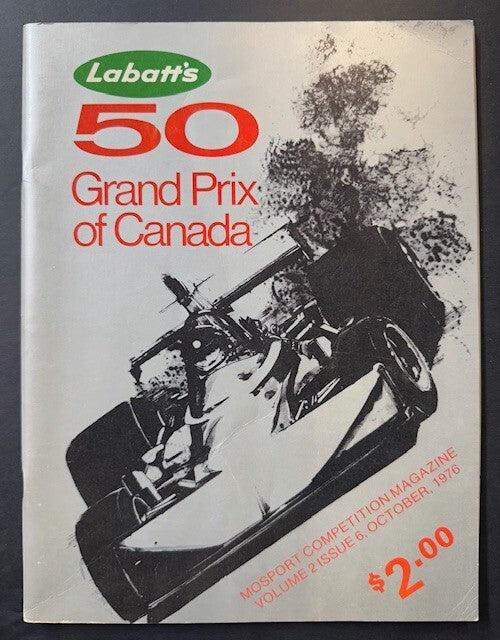 Labatt's
50
Grand Prix
of Canada
MOSPORT COMPETITION MAGAZINE
VOLUME 2 ISSUE 6, OCTOBER, 1976
$2.00